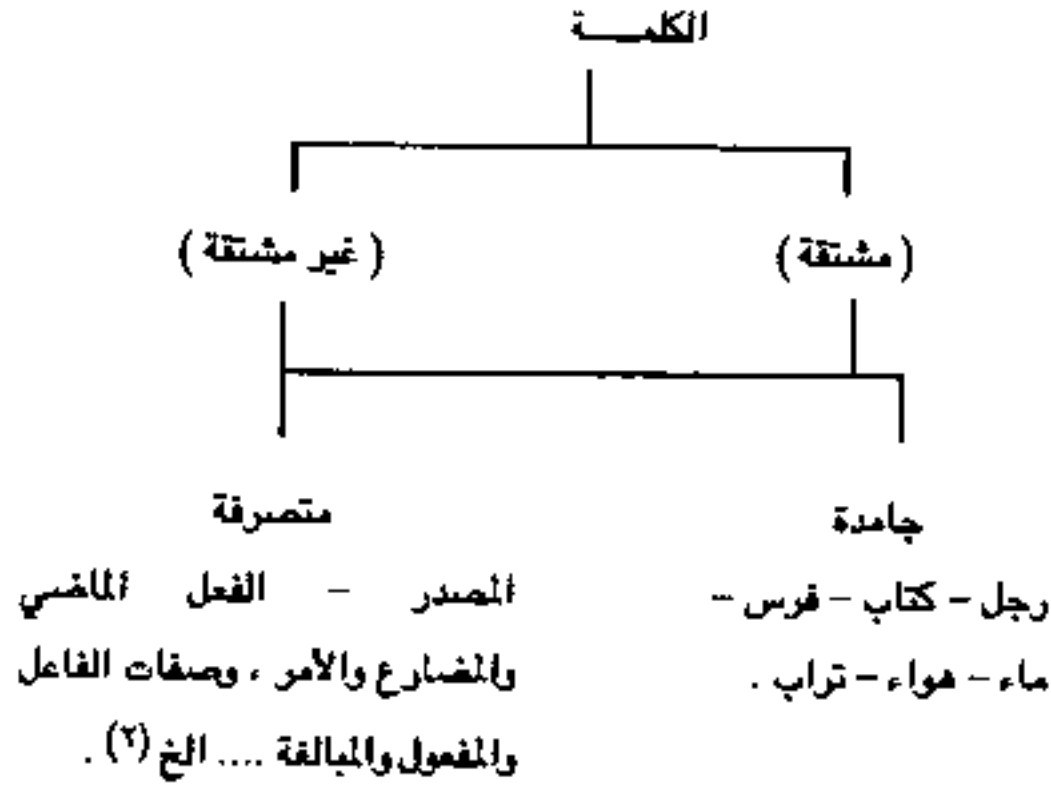 الكلمـــة
( مشتقة )
( غير مشتقة )
جامدة
رجل – كتاب – فرس –
ماء – هواء – تراب .
متصرفة
المصدر – الفعل الماضي
والمضارع والأمر ، وصفات الفاعل
والمفعول والمبالغة .... الخ (٢) .